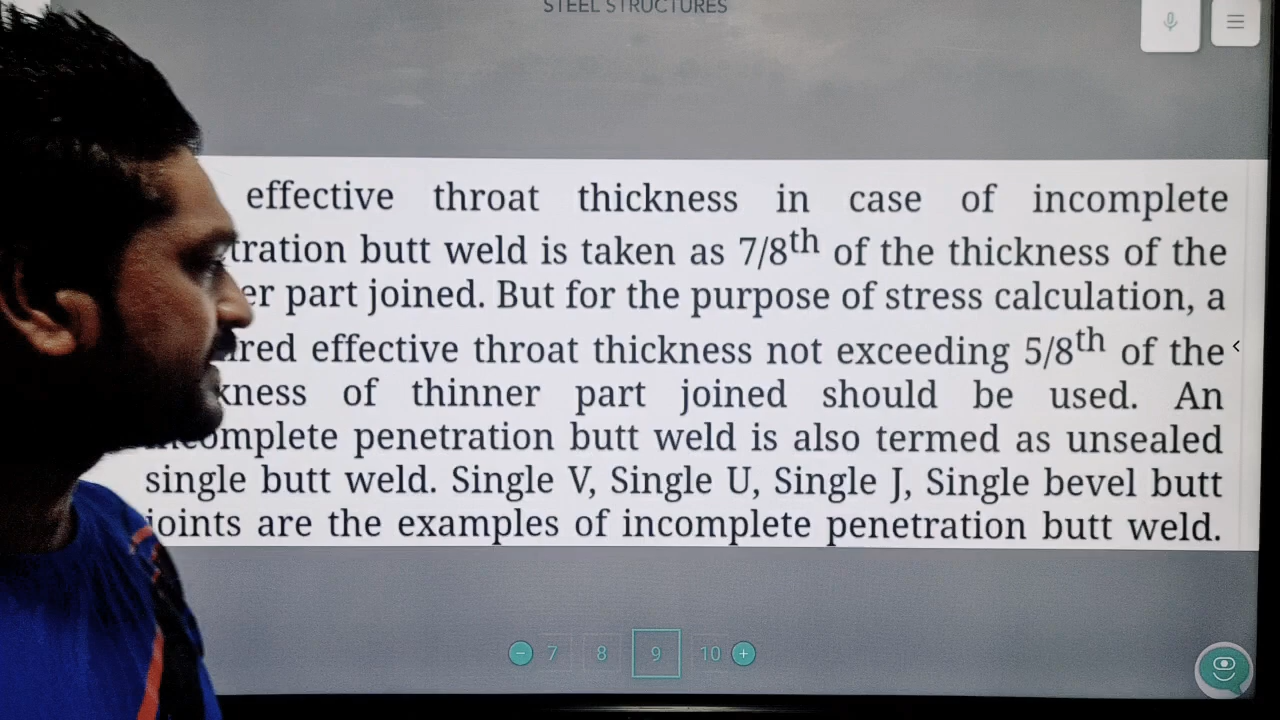 STEEL STRUCTURES
effective throat thickness in case of incomplete
tration butt weld is taken as 7/8th of the thickness of the
er part joined. But for the purpose of stress calculation, a
red effective throat thickness not exceeding 5/8th of the
kness of thinner part joined should be used. An
incomplete penetration butt weld is also termed as unsealed
single butt weld. Single V, Single U, Single J, Single bevel butt
joints are the examples of incomplete penetration butt weld.
7 8 9 10